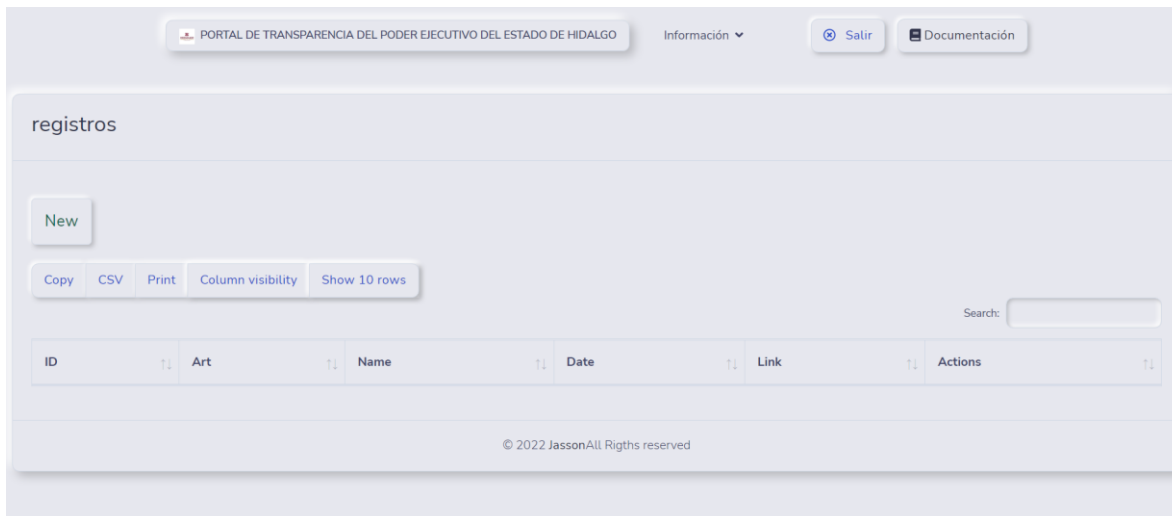 PORTAL DE TRANSPARENCIA DEL PODER EJECUTIVO DEL ESTADO DE HIDALGO Información Salir Documentación
registros
New
Copy CSV Print Column visibility Show 10 rows
Search:
ID Art Name Date Link Actions
© 2022 JassonAll Rigths reserved